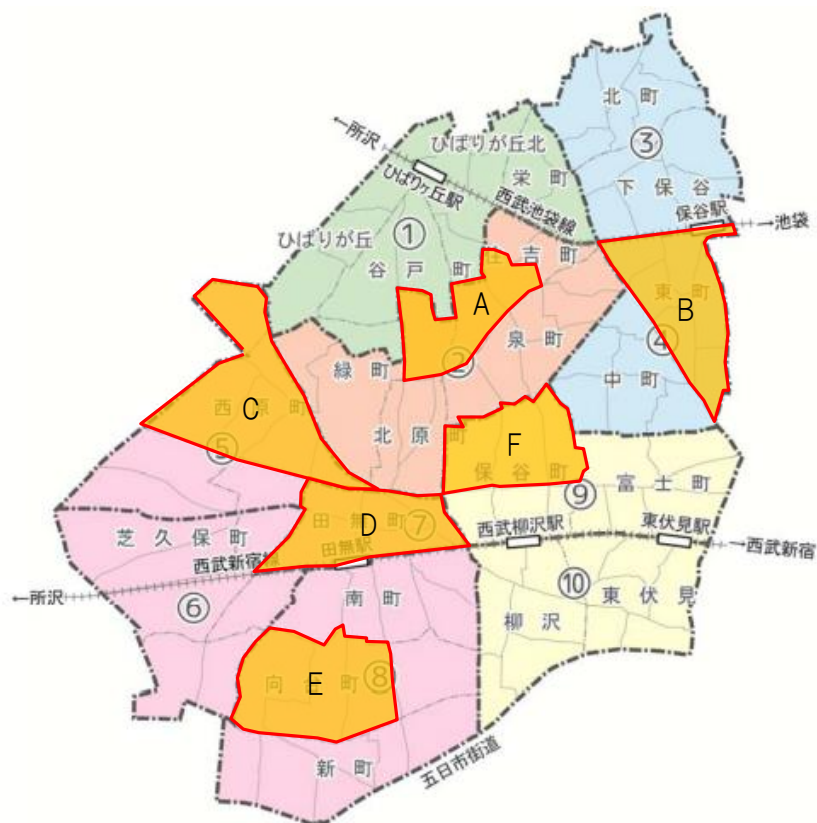 北町
③
←所沢
ひばりが丘北
栄町
下保谷
ひばりヶ丘駅
西武池袋線
保谷駅
→池袋
ひばりが丘
①
谷戸町
住吉町
A
東町
B
泉町
④
②
緑町
中町
西原町
C
北原町
F
⑤
保谷町
⑨
富士町
芝久保町
田無町
D
⑦
西武柳沢駅
東伏見駅
田無駅
西武新宿線
→西武新宿
←所沢
⑥
南町
⑩
東伏見
柳沢
向台町
E
⑧
新町
五日市街道